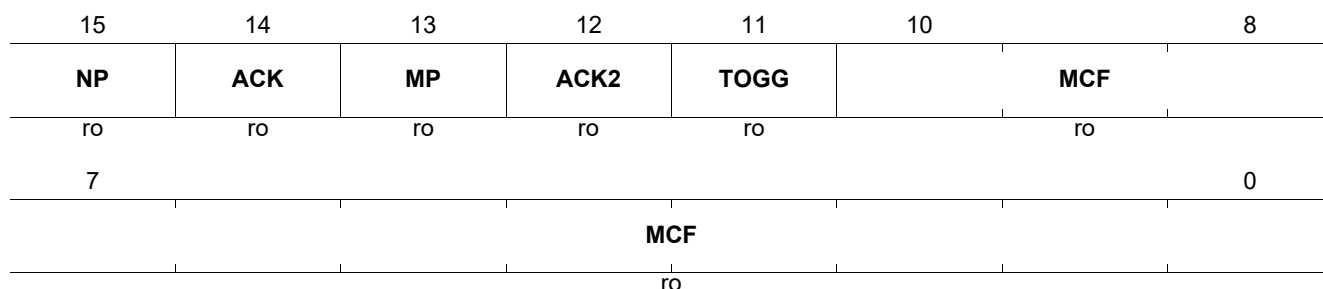 15 14 13 12 11 10 8
NP ACK MP ACK2 TOGG MCF
ro ro ro ro ro ro
7 0
MCF
ro